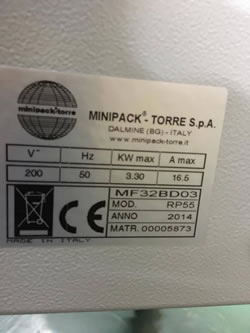 minipack®-torre
MINIPACK® - TORRE S.p.A.
DALMINE (BG) - ITALY
www.minipack-torre.it
V~ Hz KW max A max
200 50 3.30 16.5
MF32BD03
MOD. RP55
ANNO 2014
MATR. 00005873
CE
MADE IN ITALY